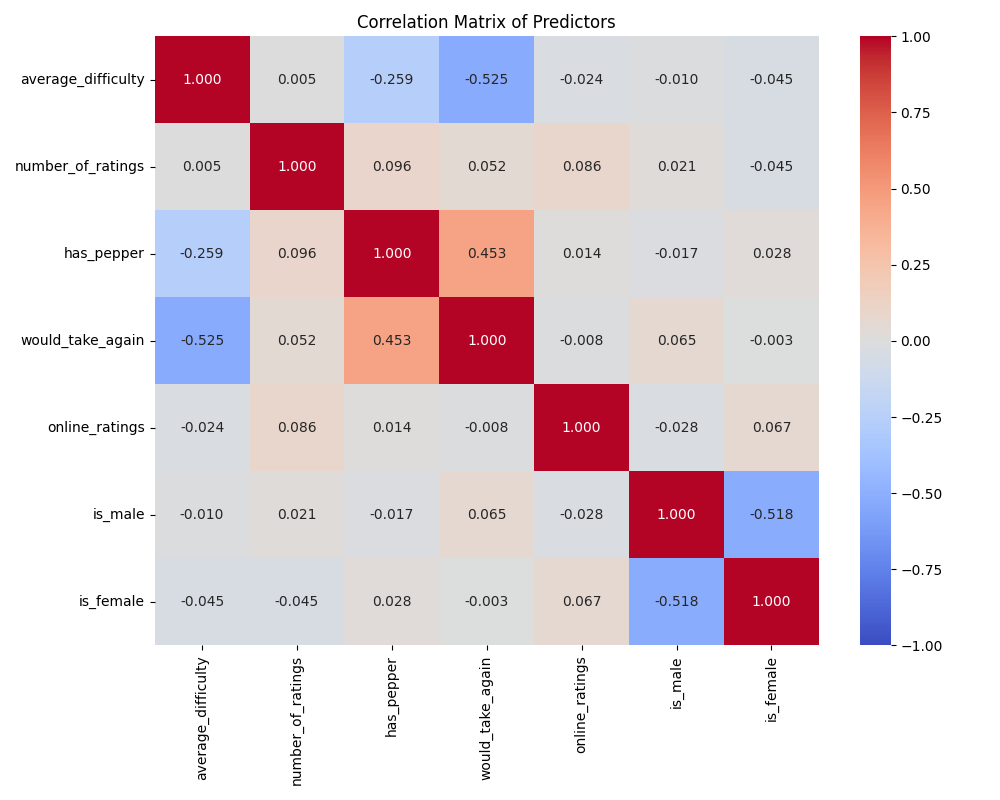 Correlation Matrix of Predictors
average_difficulty 1.000 0.005 -0.259 -0.525 -0.024 -0.010 -0.045
number_of_ratings 0.005 1.000 0.096 0.052 0.086 0.021 -0.045
has_pepper -0.259 0.096 1.000 0.453 0.014 -0.017 0.028
would_take_again -0.525 0.052 0.453 1.000 -0.008 0.065 -0.003
online_ratings -0.024 0.086 0.014 -0.008 1.000 -0.028 0.067
is_male -0.010 0.021 -0.017 0.065 -0.028 1.000 -0.518
is_female -0.045 -0.045 0.028 -0.003 0.067 -0.518 1.000
average_difficulty
number_of_ratings
has_pepper
would_take_again
online_ratings
is_male
is_female
1.00
0.75
0.50
0.25
0.00
−0.25
−0.50
−0.75
−1.00